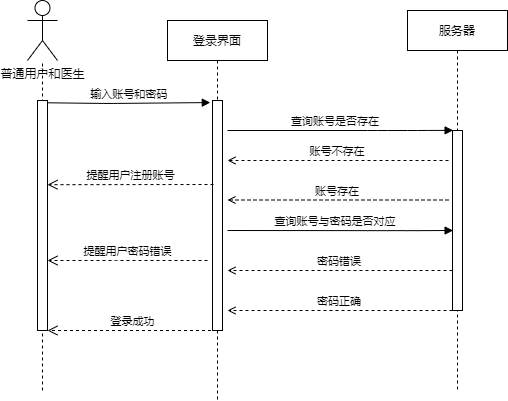 登录界面
服务器
普通用户和医生
输入账号和密码
查询账号是否存在
账号不存在
提醒用户注册账号
账号存在
查询账号与密码是否对应
提醒用户密码错误
密码错误
密码正确
登录成功